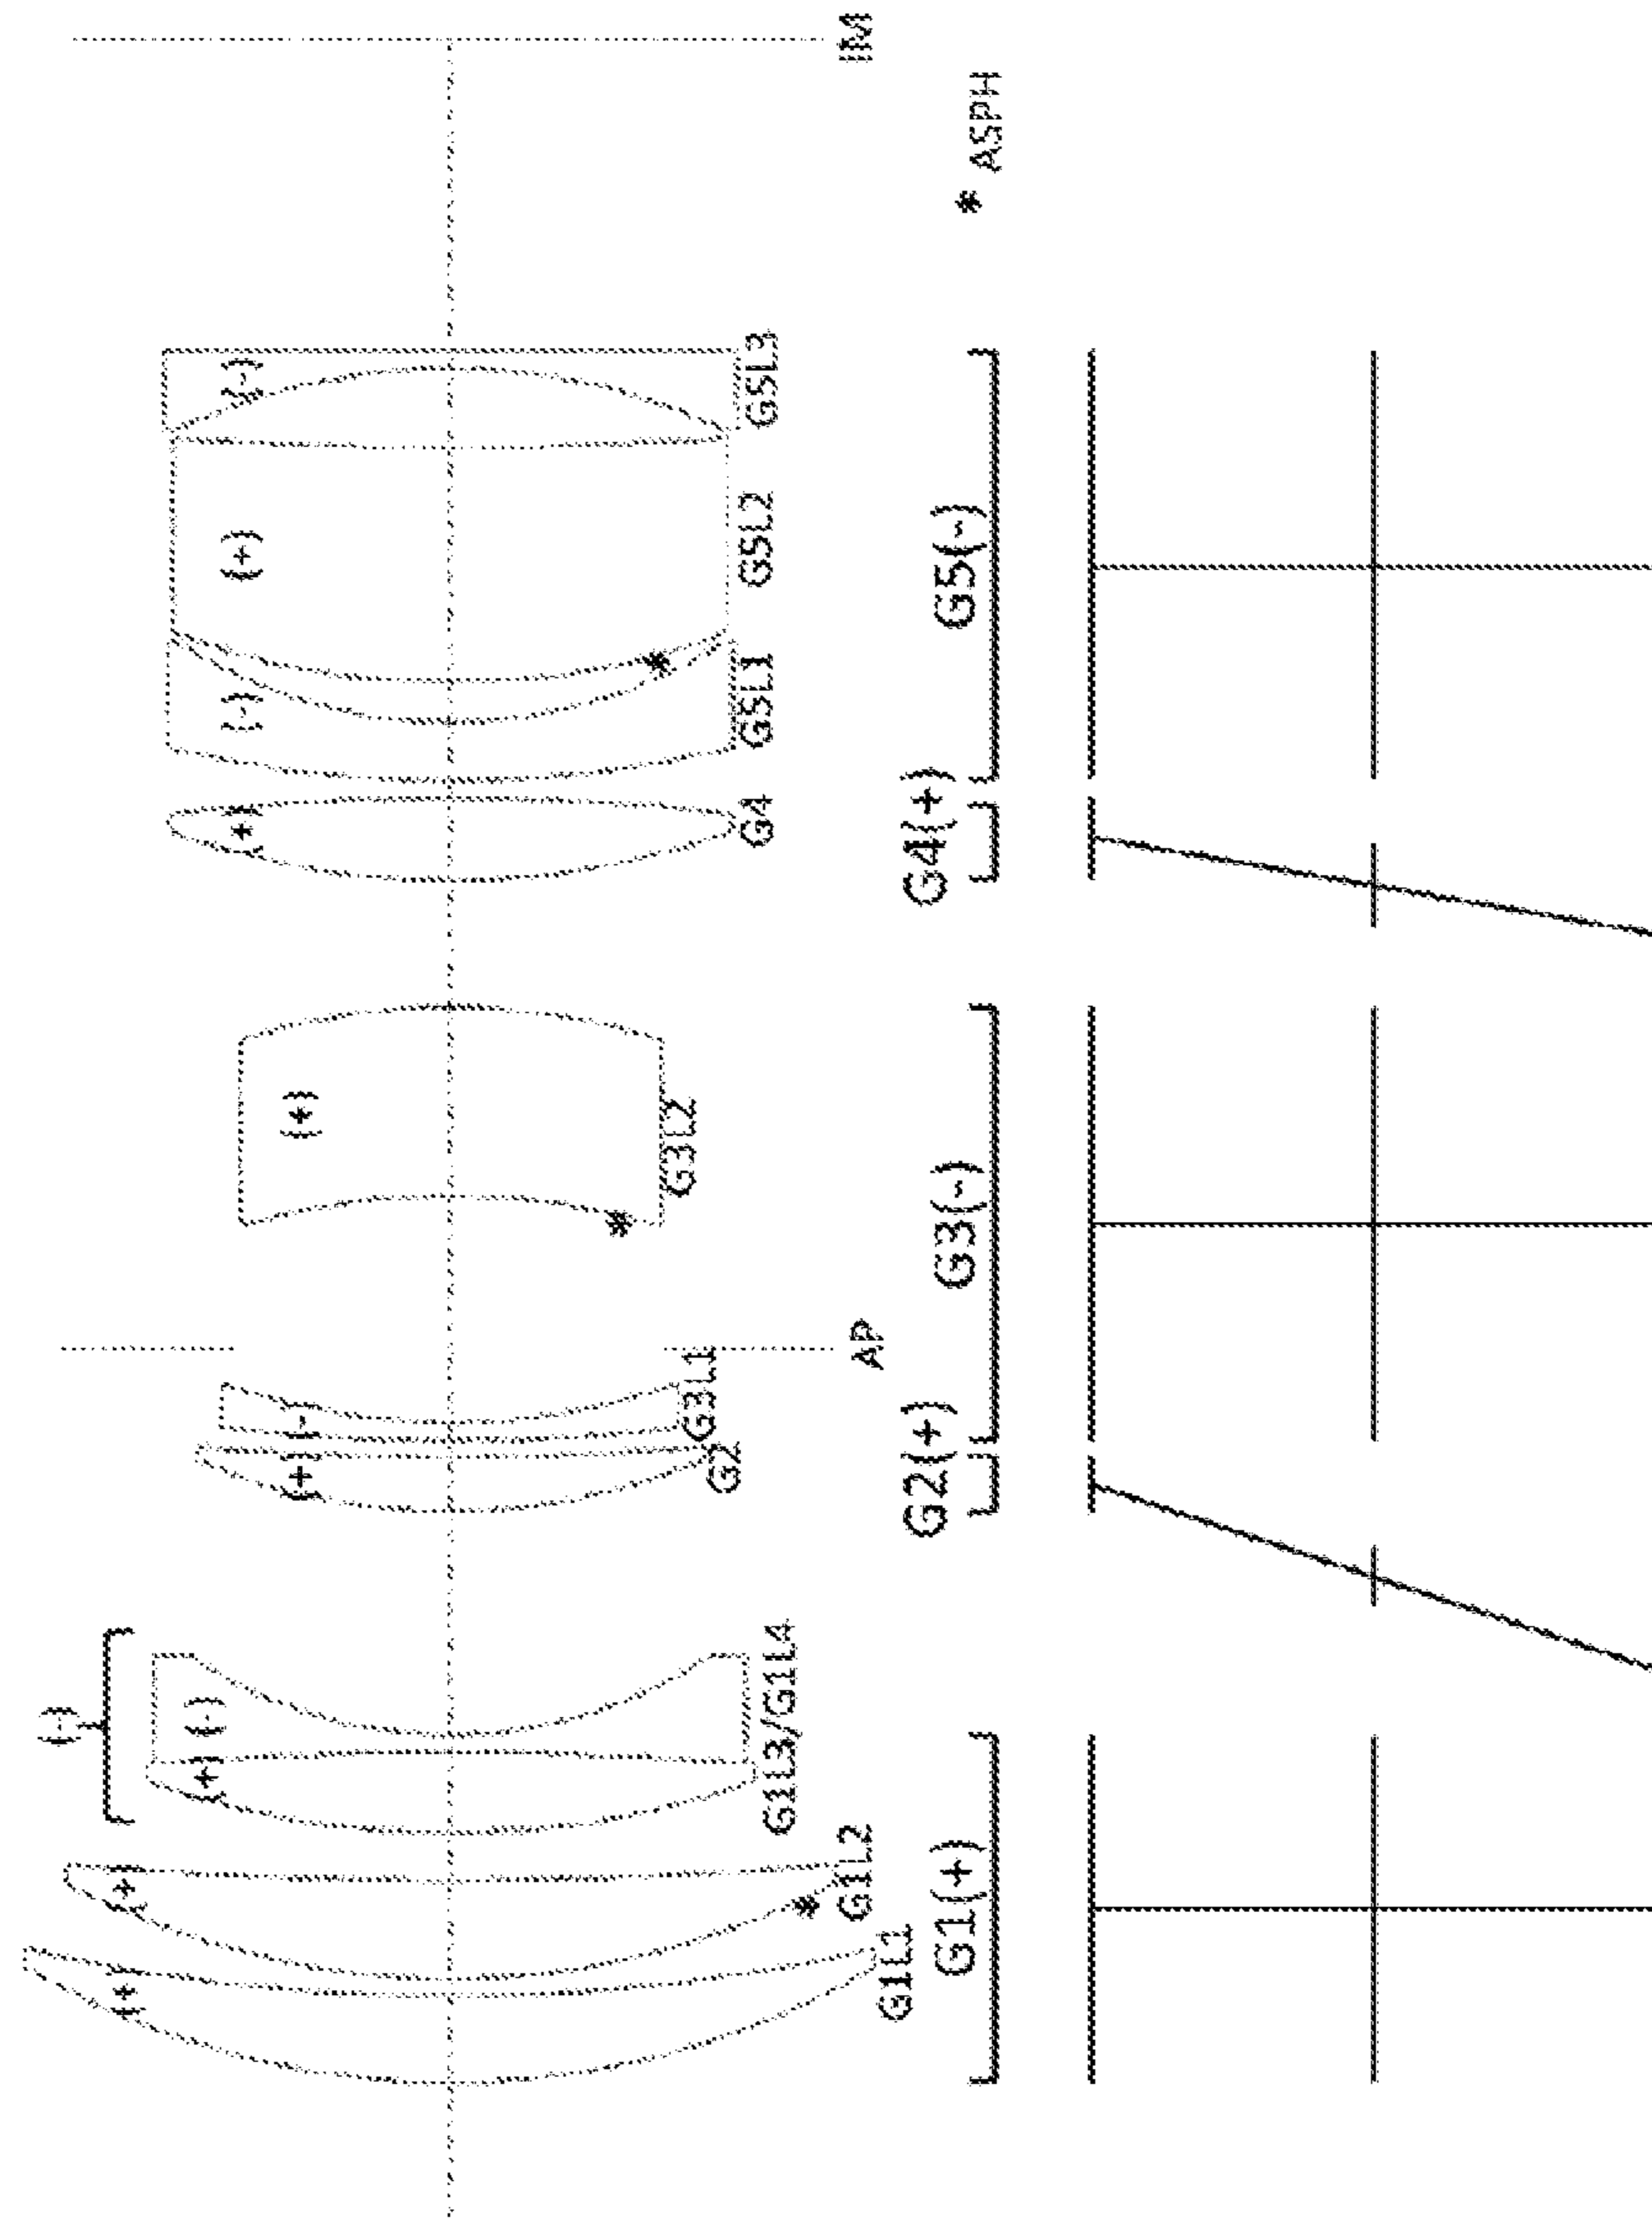 (-)
(+)
(+)
(+)
(-)
(+)
(-)
(+)
(+)
(-)
(+)
(-)
G1L1
G1L2
G1L3/G1L4
G2
G3L1
AP
G3L2
G4
G5L1
G5L2
G5L3
IM
*
*
*
* ASPH
G1(+)
G2(+)
G3(-)
G4(+)
G5(-)